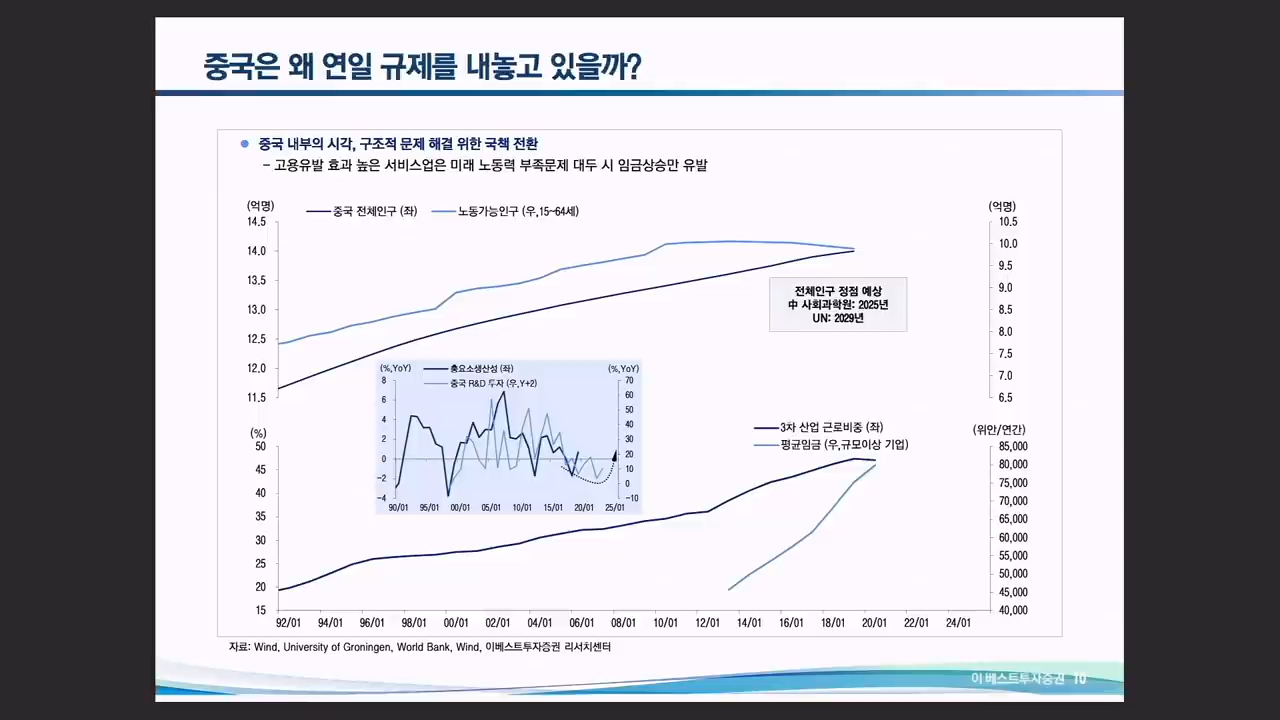 중국은 왜 연일 규제를 내놓고 있을까?
● 중국 내부의 시각, 구조적 문제 해결 위한 국책 전환
– 고용유발 효과 높은 서비스업은 미래 노동력 부족문제 대두 시 임금상승만 유발
(억명) 중국 전체인구 (좌) 노동가능인구 (우,15-64세) (억명)
14.5 10.5
14.0 10.0
13.5 9.5
13.0 9.0
12.5 8.5
12.0 8.0
11.5 7.5
7.0
6.5
전체인구 정점 예상
中 사회과학원: 2025년
UN: 2029년
(%,YoY) 총요소생산성 (좌) (%,YoY)
중국 R&D 투자 (우,Y+2)
8 70
6 60
4 50
2 40
0 30
-2 20
-4 10
0
-10
90/01 95/01 00/01 05/01 10/01 15/01 20/01 25/01
(%) 3차 산업 근로비중 (좌) (위안/연간)
평균임금 (우,규모이상 기업)
50 85,000
45 80,000
40 75,000
35 70,000
30 65,000
25 60,000
20 55,000
15 50,000
45,000
40,000
92/01 94/01 96/01 98/01 00/01 02/01 04/01 06/01 08/01 10/01 12/01 14/01 16/01 18/01 20/01 22/01 24/01
자료: Wind, University of Groningen, World Bank, Wind, 이베스트투자증권 리서치센터
이베스트투자증권 10